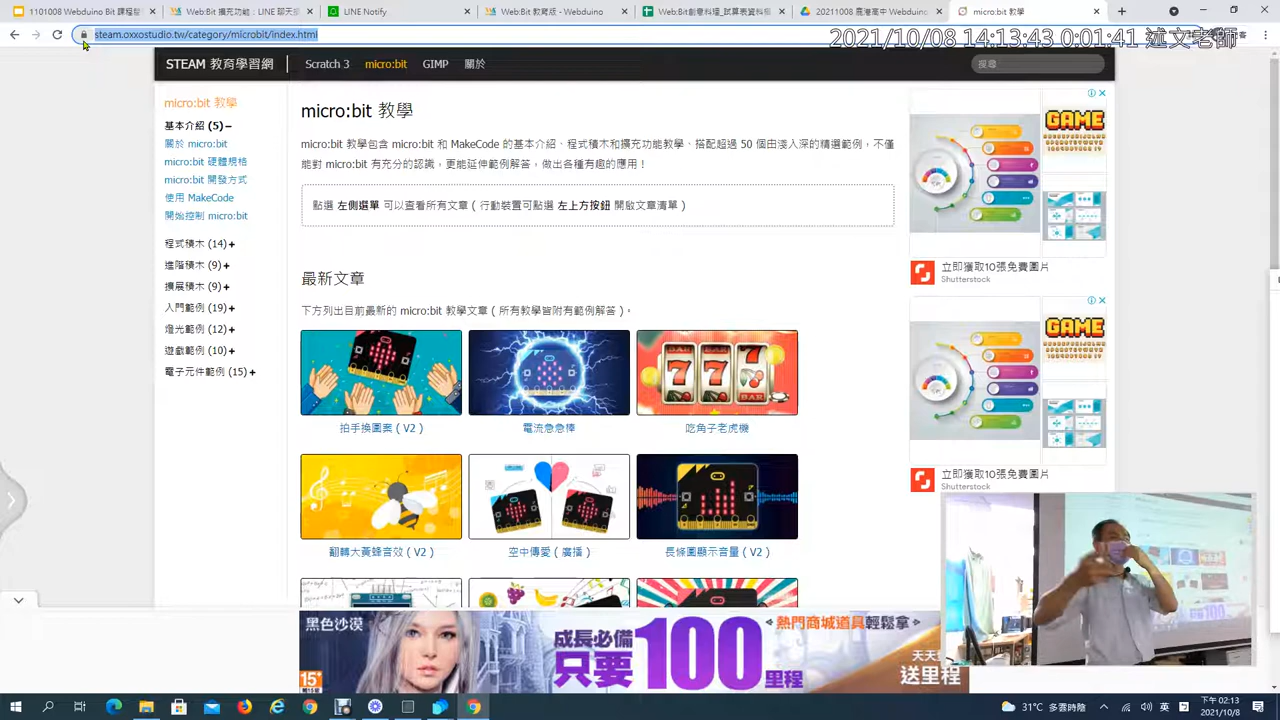 1101008 Webduino 課程
Web:Bit 擴充功能：LINE 聊天
LINE Notify
Web:Bit 教育版 - Webduino
Web:Bit創意料理_試算表資料
20211008 鹿港高中 Webduino
micro:bit 教學
steam.oxxostudio.tw/category/microbit/index.html
2021/10/08 14:13:43 0:01:41 述文老師
STEAM 教育學習網
Scratch 3
micro:bit
GIMP
關於
搜尋
micro:bit 教學
基本介紹 (5)–
關於 micro:bit
micro:bit 硬體規格
micro:bit 開發方式
使用 MakeCode
開始控制 micro:bit
程式積木 (14)+
進階積木 (9)+
擴展積木 (9)+
入門範例 (19)+
燈光範例 (12)+
遊戲範例 (10)+
電子元件範例 (15)+
micro:bit 教學
micro:bit 教學包含 micro:bit 和 MakeCode 的基本介紹、程式積木和擴充功能教學、搭配超過 50 個由淺入深的精選範例，不僅
能對 micro:bit 有充分的認識，更能延伸範例解答，做出各種有趣的應用！
點選 左側選單 可以查看所有文章 ( 行動裝置可點選 左上方按鈕 開啟文章清單 )
最新文章
下方列出目前最新的 micro:bit 教學文章 ( 所有教學皆附有範例解答 )。
BAR BAR BAR
7 7 7
拍手換圖案 ( V2 )
電流急急棒
吃角子老虎機
翻轉大黃蜂音效 ( V2 )
空中傳愛 ( 廣播 )
長條圖顯示音量 ( V2 )
GAME
立即獲取10張免費圖片
Shutterstock
GAME
立即獲取10張免費圖片
Shutterstock
黑色沙漠
15+
成長必備
只要100里程
熱門商城道具輕鬆拿
天天
送里程
31°C 多雲時陰
英
下午 02:13
2021/10/8